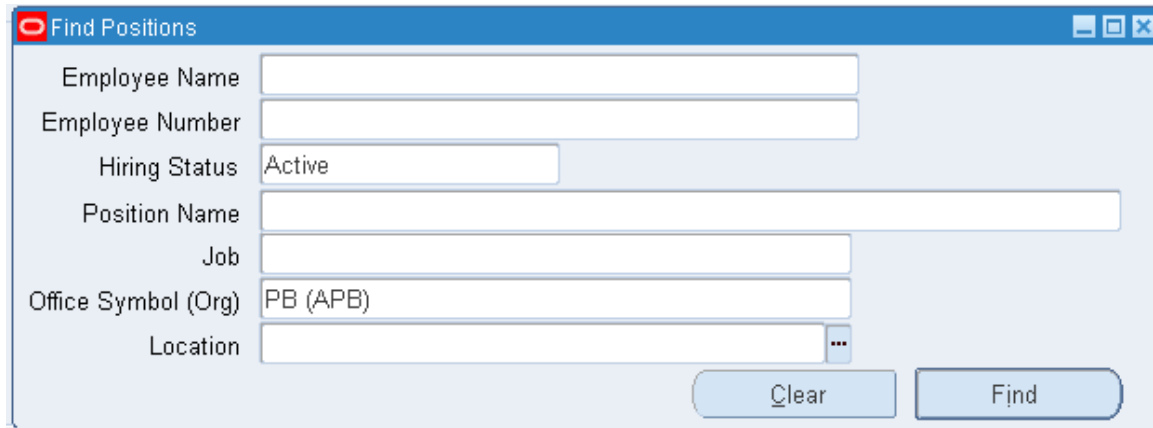 Find Positions
Employee Name
Employee Number
Hiring Status Active
Position Name
Job
Office Symbol (Org) PB (APB)
Location ...
Clear Find